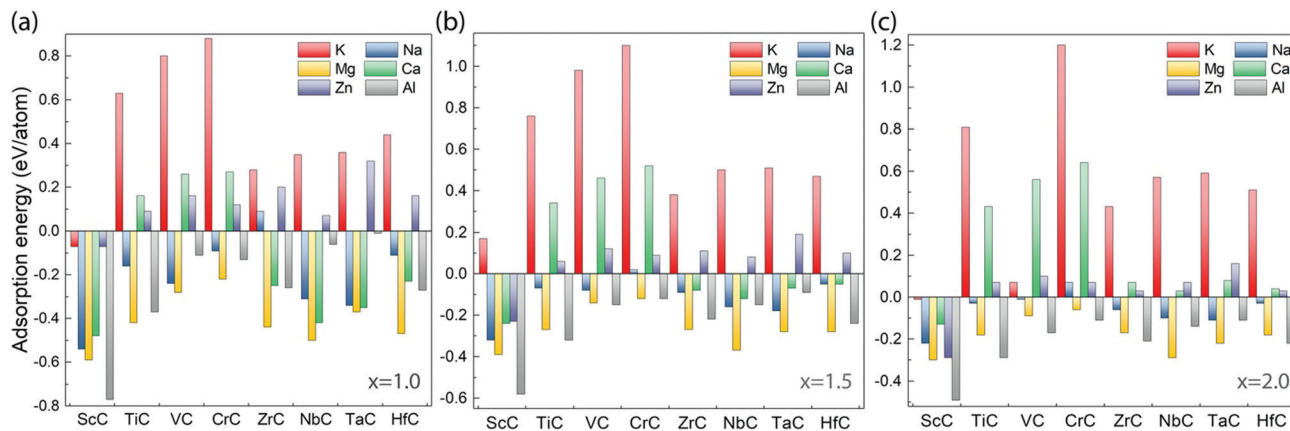 (a)
Adsorption energy (eV/atom)
0.8
0.6
0.4
0.2
0.0
-0.2
-0.4
-0.6
-0.8
K Na
Mg Ca
Zn Al
x=1.0
ScC TiC VC CrC ZrC NbC TaC HfC
(b)
1.0
0.8
0.6
0.4
0.2
0.0
-0.2
-0.4
-0.6
K Na
Mg Ca
Zn Al
x=1.5
ScC TiC VC CrC ZrC NbC TaC HfC
(c)
1.2
1.0
0.8
0.6
0.4
0.2
0.0
-0.2
-0.4
K Na
Mg Ca
Zn Al
x=2.0
ScC TiC VC CrC ZrC NbC TaC HfC